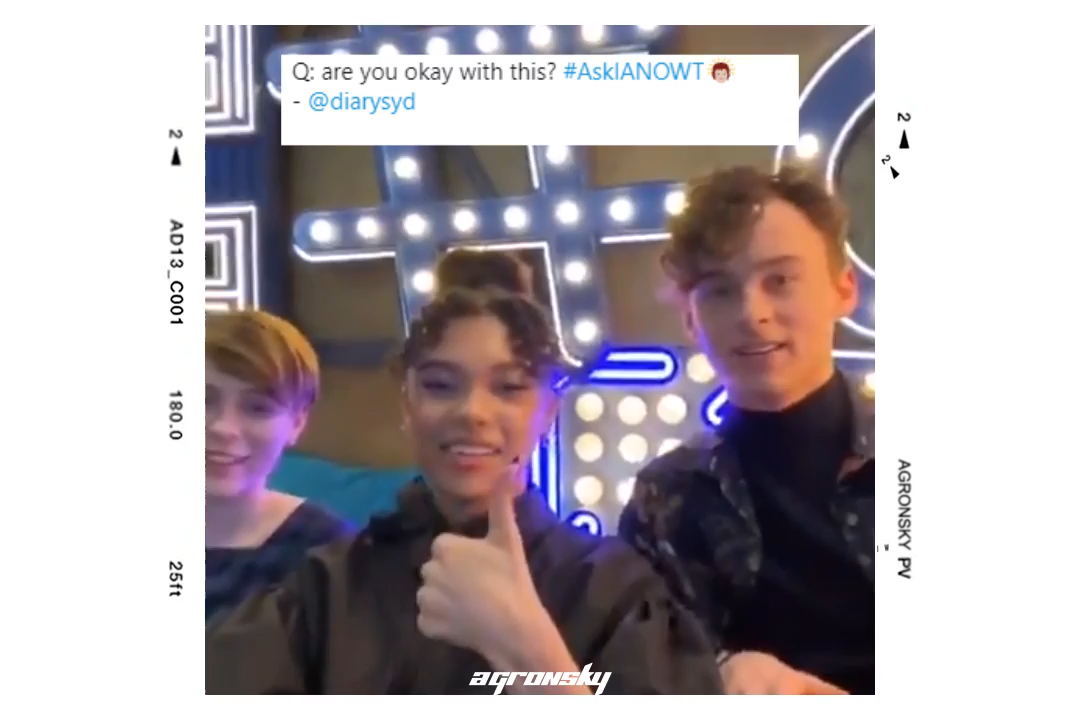 Q: are you okay with this? #AskIANOWT
- @diarysyd
2
AD13_C001
180.0
25ft
2
2
AGRONSKY PV
agronsky